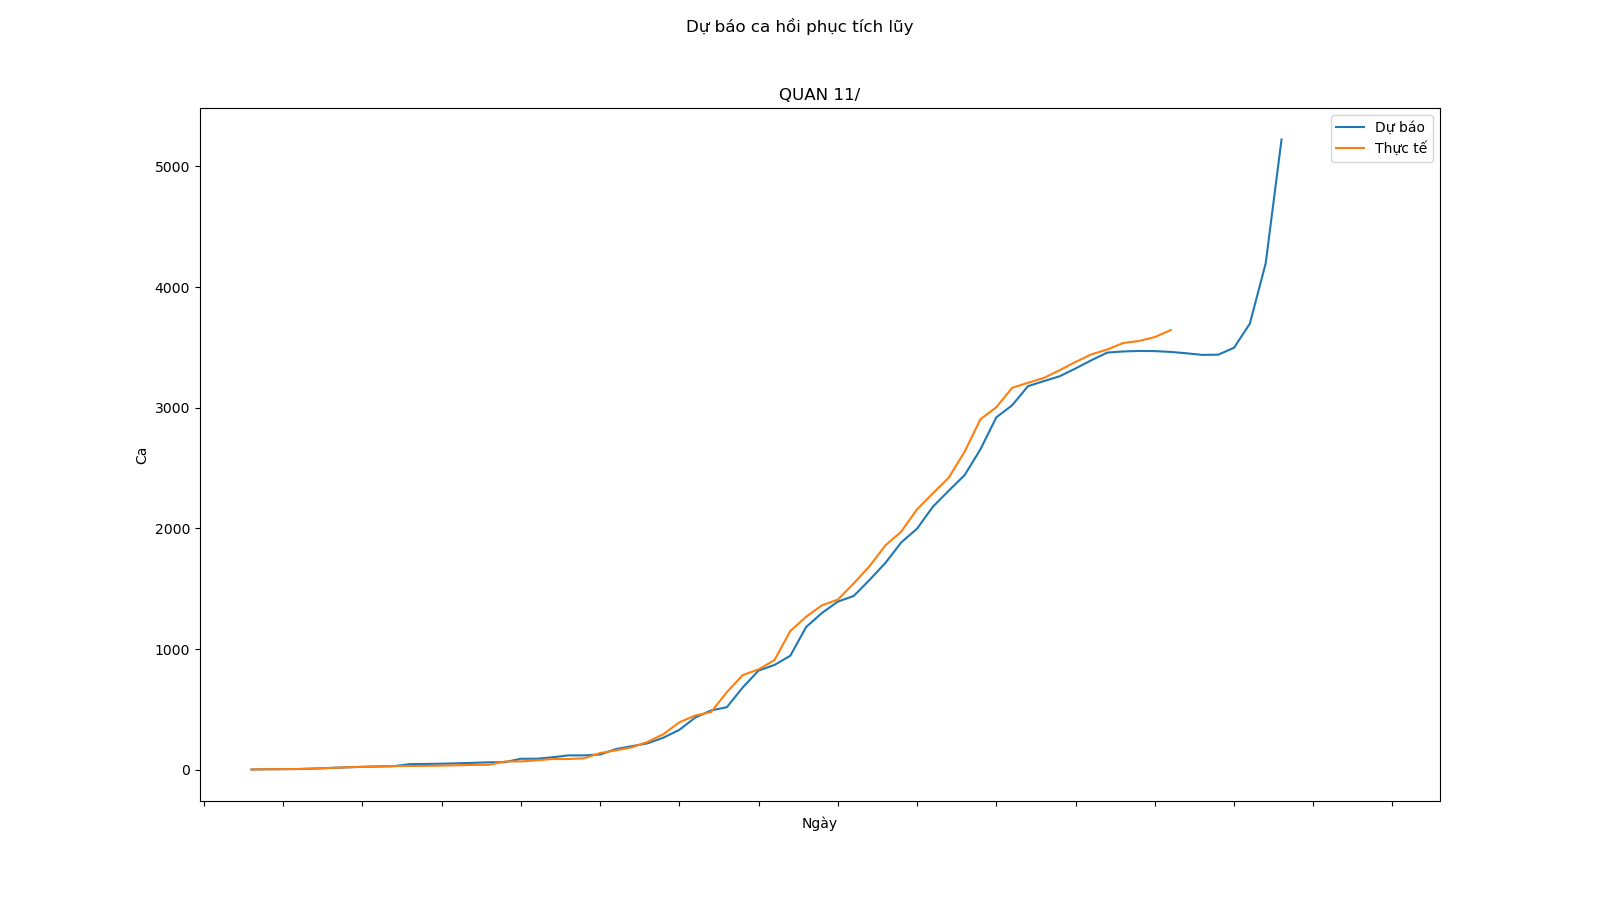 Dự báo ca hồi phục tích lũy
QUAN 11/
Dự báo
Thực tế
5000
4000
3000
2000
1000
0
Ca
Ngày